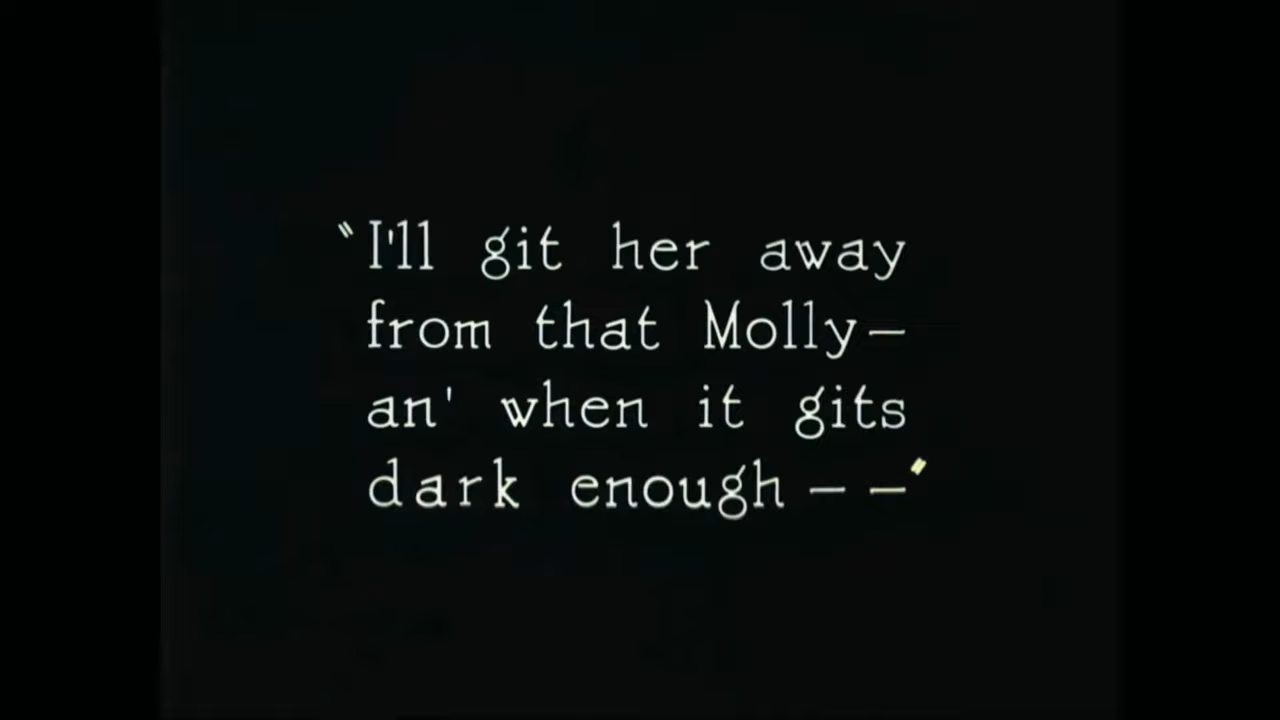 "I'll git her away
from that Molly—
an' when it gits
dark enough — —"